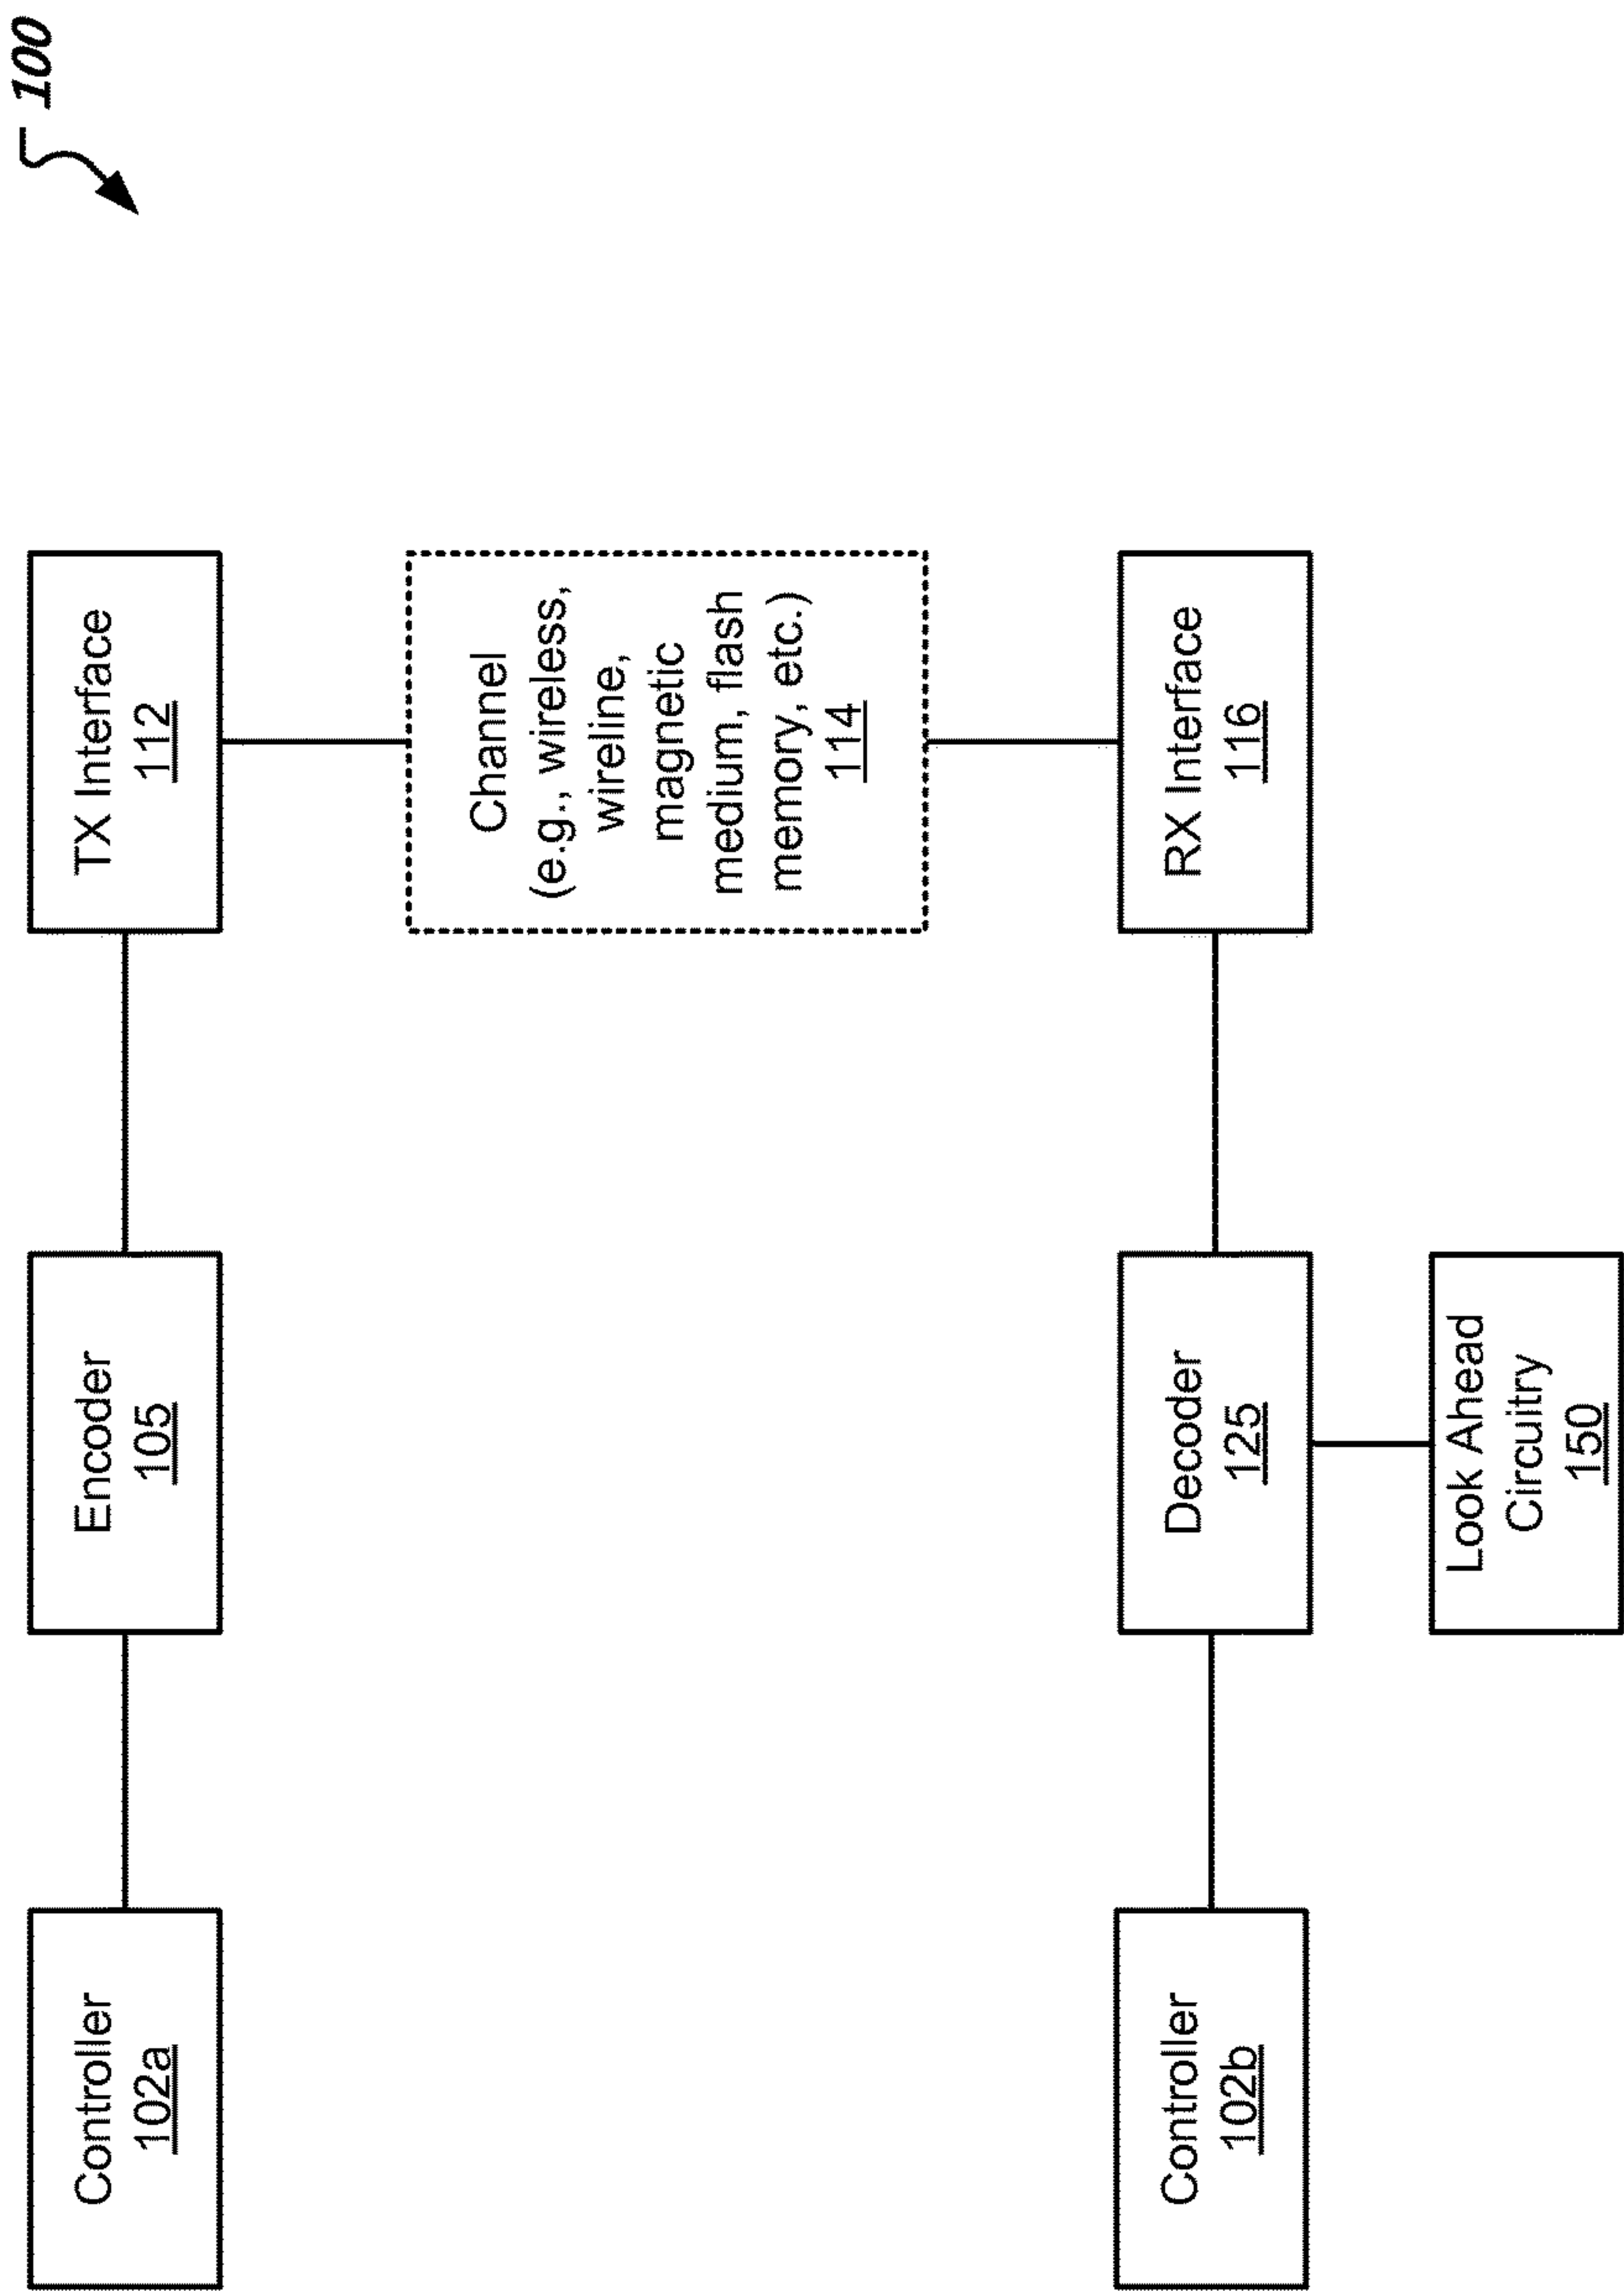 100
Controller
102a
Encoder
105
TX Interface
112
Channel
(e.g., wireless,
wireline,
magnetic
medium, flash
memory, etc.)
114
Controller
102b
Decoder
125
RX Interface
116
Look Ahead
Circuitry
150